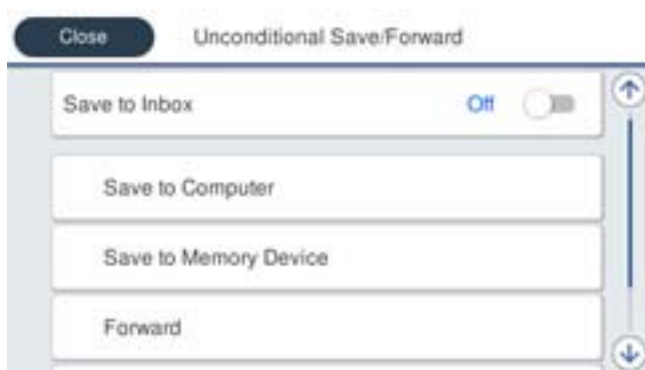 Close
Unconditional Save/Forward
Save to Inbox
Off
Save to Computer
Save to Memory Device
Forward